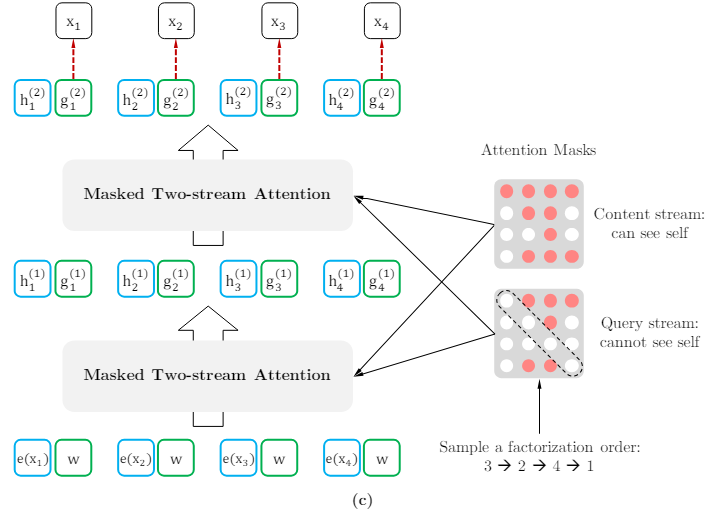 x₁ x₂ x₃ x₄
h₁⁽²⁾ g₁⁽²⁾ h₂⁽²⁾ g₂⁽²⁾ h₃⁽²⁾ g₃⁽²⁾ h₄⁽²⁾ g₄⁽²⁾
Attention Masks
Masked Two-stream Attention
Content stream:
can see self
h₁⁽¹⁾ g₁⁽¹⁾ h₂⁽¹⁾ g₂⁽¹⁾ h₃⁽¹⁾ g₃⁽¹⁾ h₄⁽¹⁾ g₄⁽¹⁾
Query stream:
cannot see self
Masked Two-stream Attention
Sample a factorization order:
3 → 2 → 4 → 1
e(x₁) w e(x₂) w e(x₃) w e(x₄) w
(c)